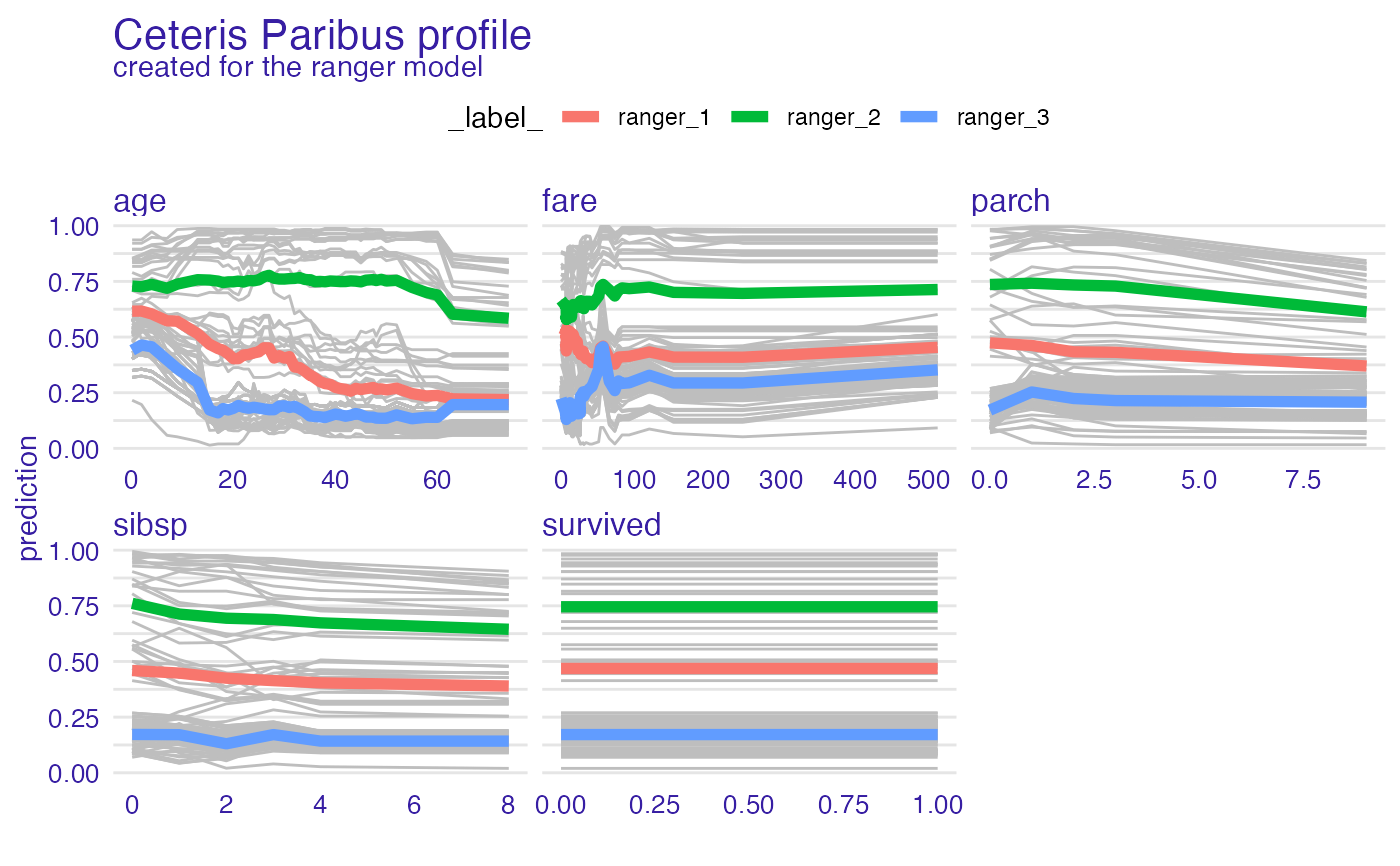 Ceteris Paribus profile
created for the ranger model
_label_ ranger_1 ranger_2 ranger_3
age fare parch
1.00
0.75
0.50
0.25
0.00
0 20 40 60 0 100 200 300 400 500 0.0 2.5 5.0 7.5
prediction
sibsp survived
1.00
0.75
0.50
0.25
0.00
0 2 4 6 8 0.00 0.25 0.50 0.75 1.00